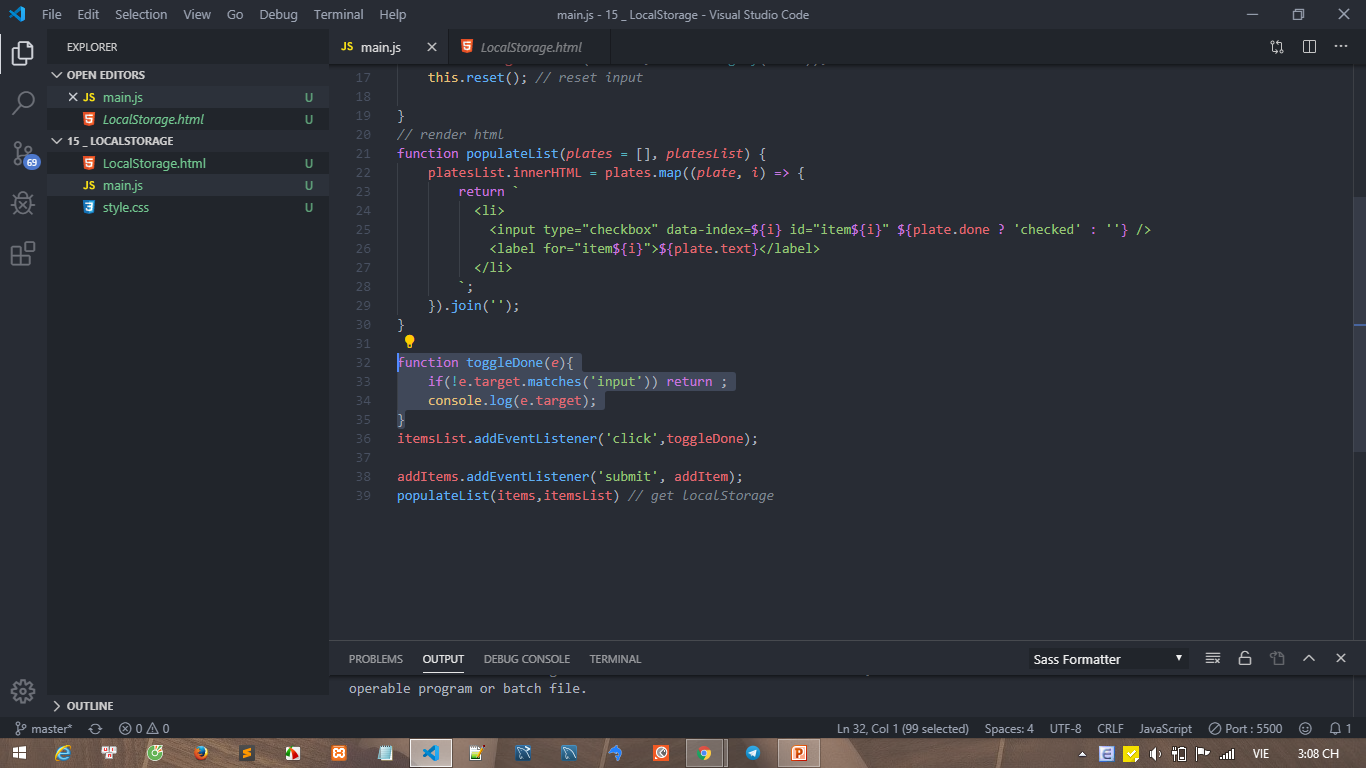 File Edit Selection View Go Debug Terminal Help
main.js - 15 _ LocalStorage - Visual Studio Code
EXPLORER
OPEN EDITORS
JS main.js U
LocalStorage.html U
15 _ LOCALSTORAGE
LocalStorage.html U
JS main.js U
style.css U
OUTLINE
69
JS main.js
LocalStorage.html
17 this.reset(); // reset input
18
19 }
20 // render html
21 function populateList(plates = [], platesList) {
22 platesList.innerHTML = plates.map((plate, i) => {
23 return `
24 <li>
25 <input type="checkbox" data-index=${i} id="item${i}" ${plate.done ? 'checked' : ''} />
26 <label for="item${i}">${plate.text}</label>
27 </li>
28 `;
29 }).join('');
30 }
31
32 function toggleDone(e){
33 if(!e.target.matches('input')) return ;
34 console.log(e.target);
35 }
36 itemsList.addEventListener('click',toggleDone);
37
38 addItems.addEventListener('submit', addItem);
39 populateList(items,itemsList) // get localStorage
PROBLEMS OUTPUT DEBUG CONSOLE TERMINAL
Sass Formatter
operable program or batch file.
master* 0 0
Ln 32, Col 1 (99 selected) Spaces: 4 UTF-8 CRLF JavaScript Port : 5500 1
VIE 3:08 CH